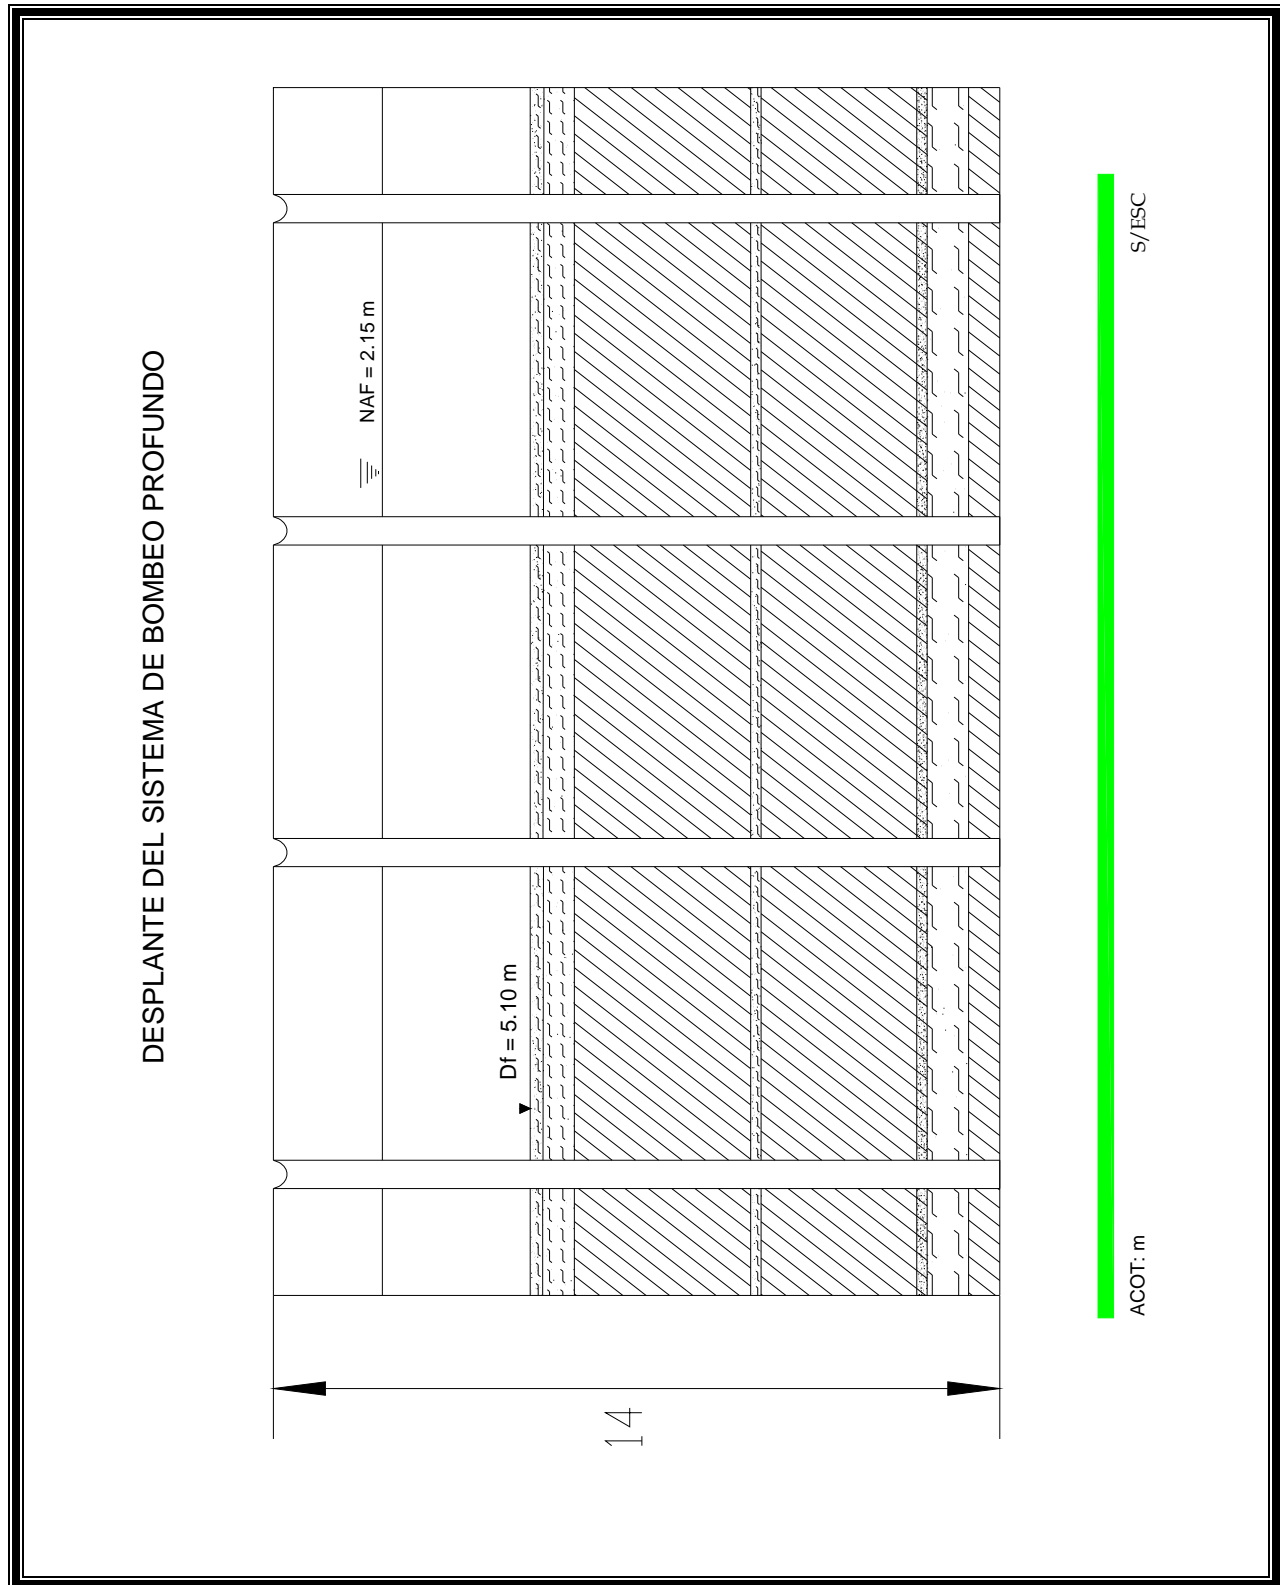 DESPLANTE DEL SISTEMA DE BOMBEO PROFUNDO
NAF = 2.15 m
Df = 5.10 m
14
ACOT: m
S/ESC